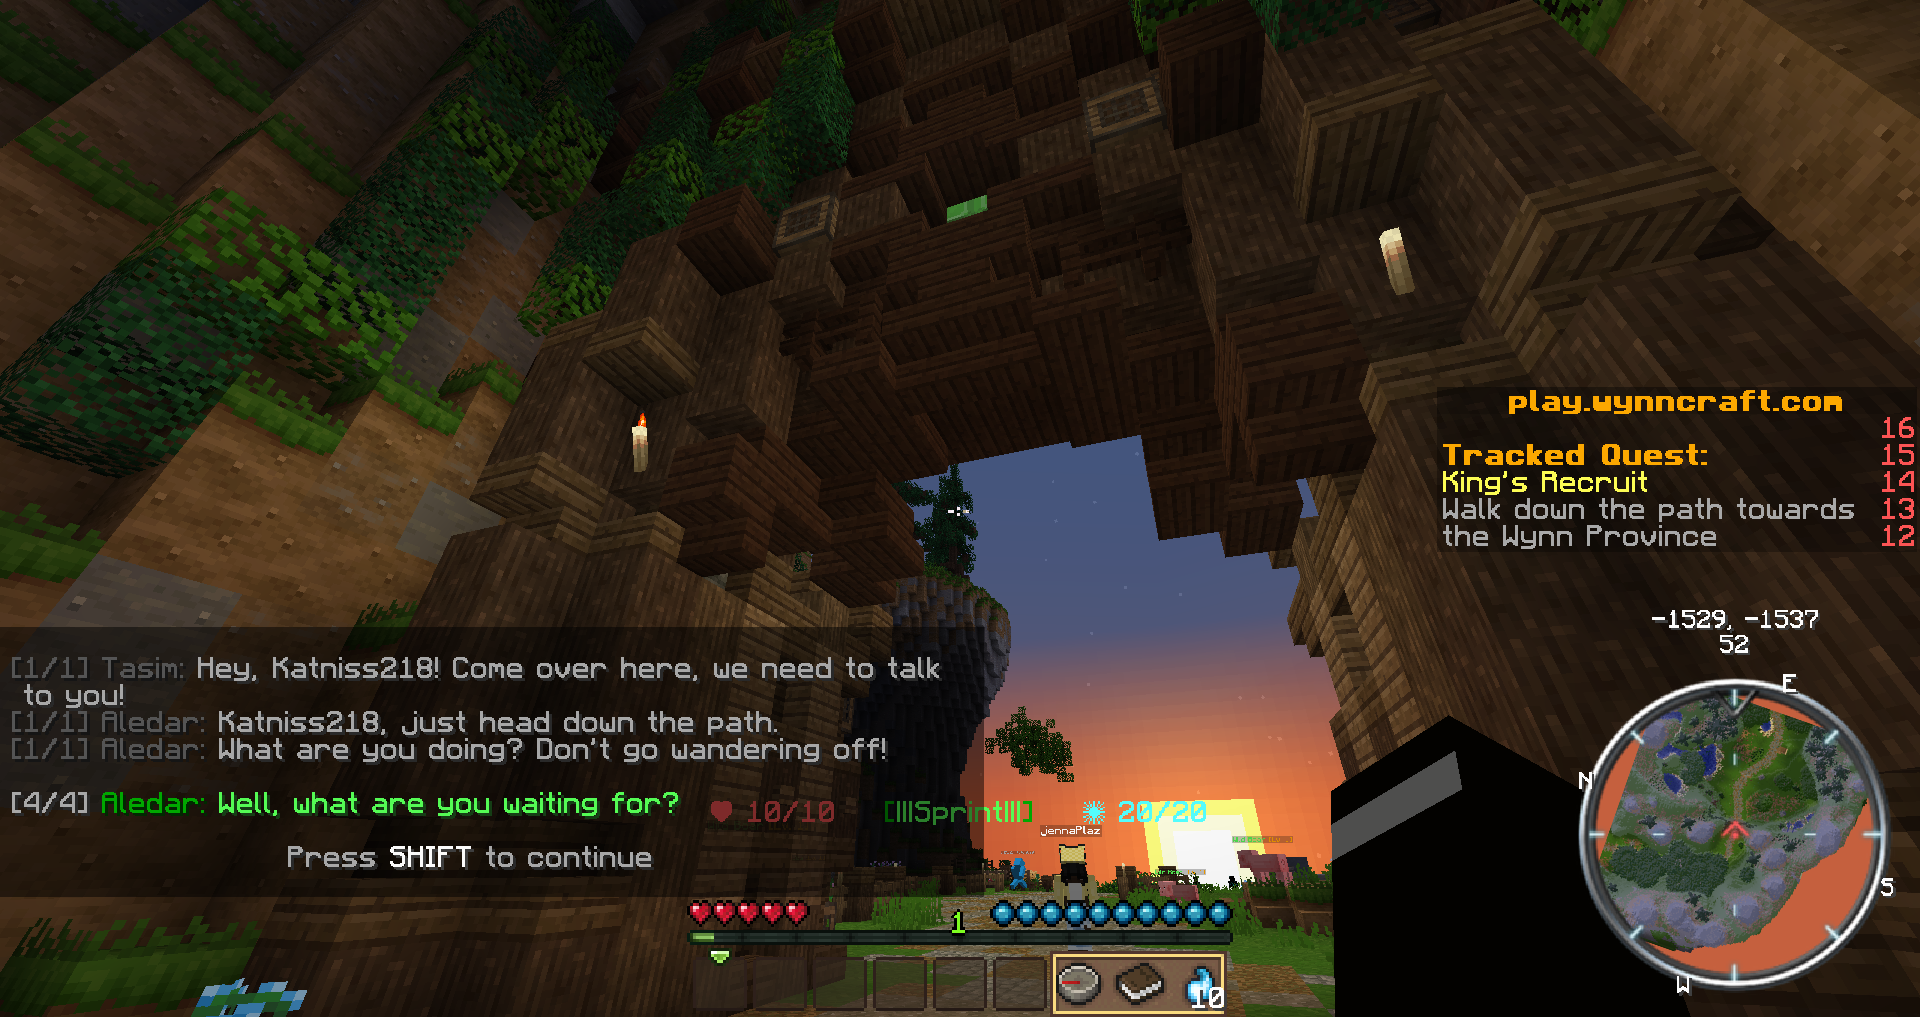 play.wynncraft.com
16
Tracked Quest: 15
King's Recruit 14
Walk down the path towards 13
the Wynn Province 12
-1529, -1537
52
E
N
S
W
[1/1] Tasim: Hey, Katniss218! Come over here, we need to talk
to you!
[1/1] Aledar: Katniss218, just head down the path.
[1/1] Aledar: What are you doing? Don't go wandering off!
[4/4] Aledar: Well, what are you waiting for?
Press SHIFT to continue
10/10 [|||Sprint|||] 20/20
jennaPlaz
1
10